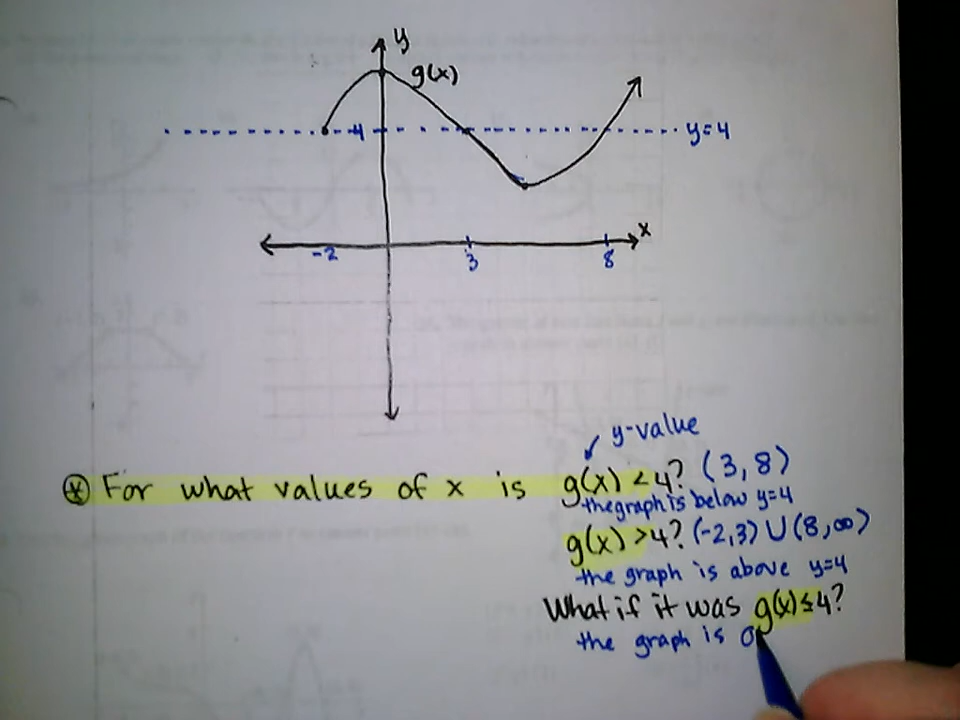 y
g(x)
4
y=4
x
-2
3
8
y-value
* For what values of x is g(x) < 4? (3,8)
the graph is below y=4
g(x) >4? (-2,3) U (8,∞)
the graph is above y=4
What if it was g(x)≤4?
the graph is o